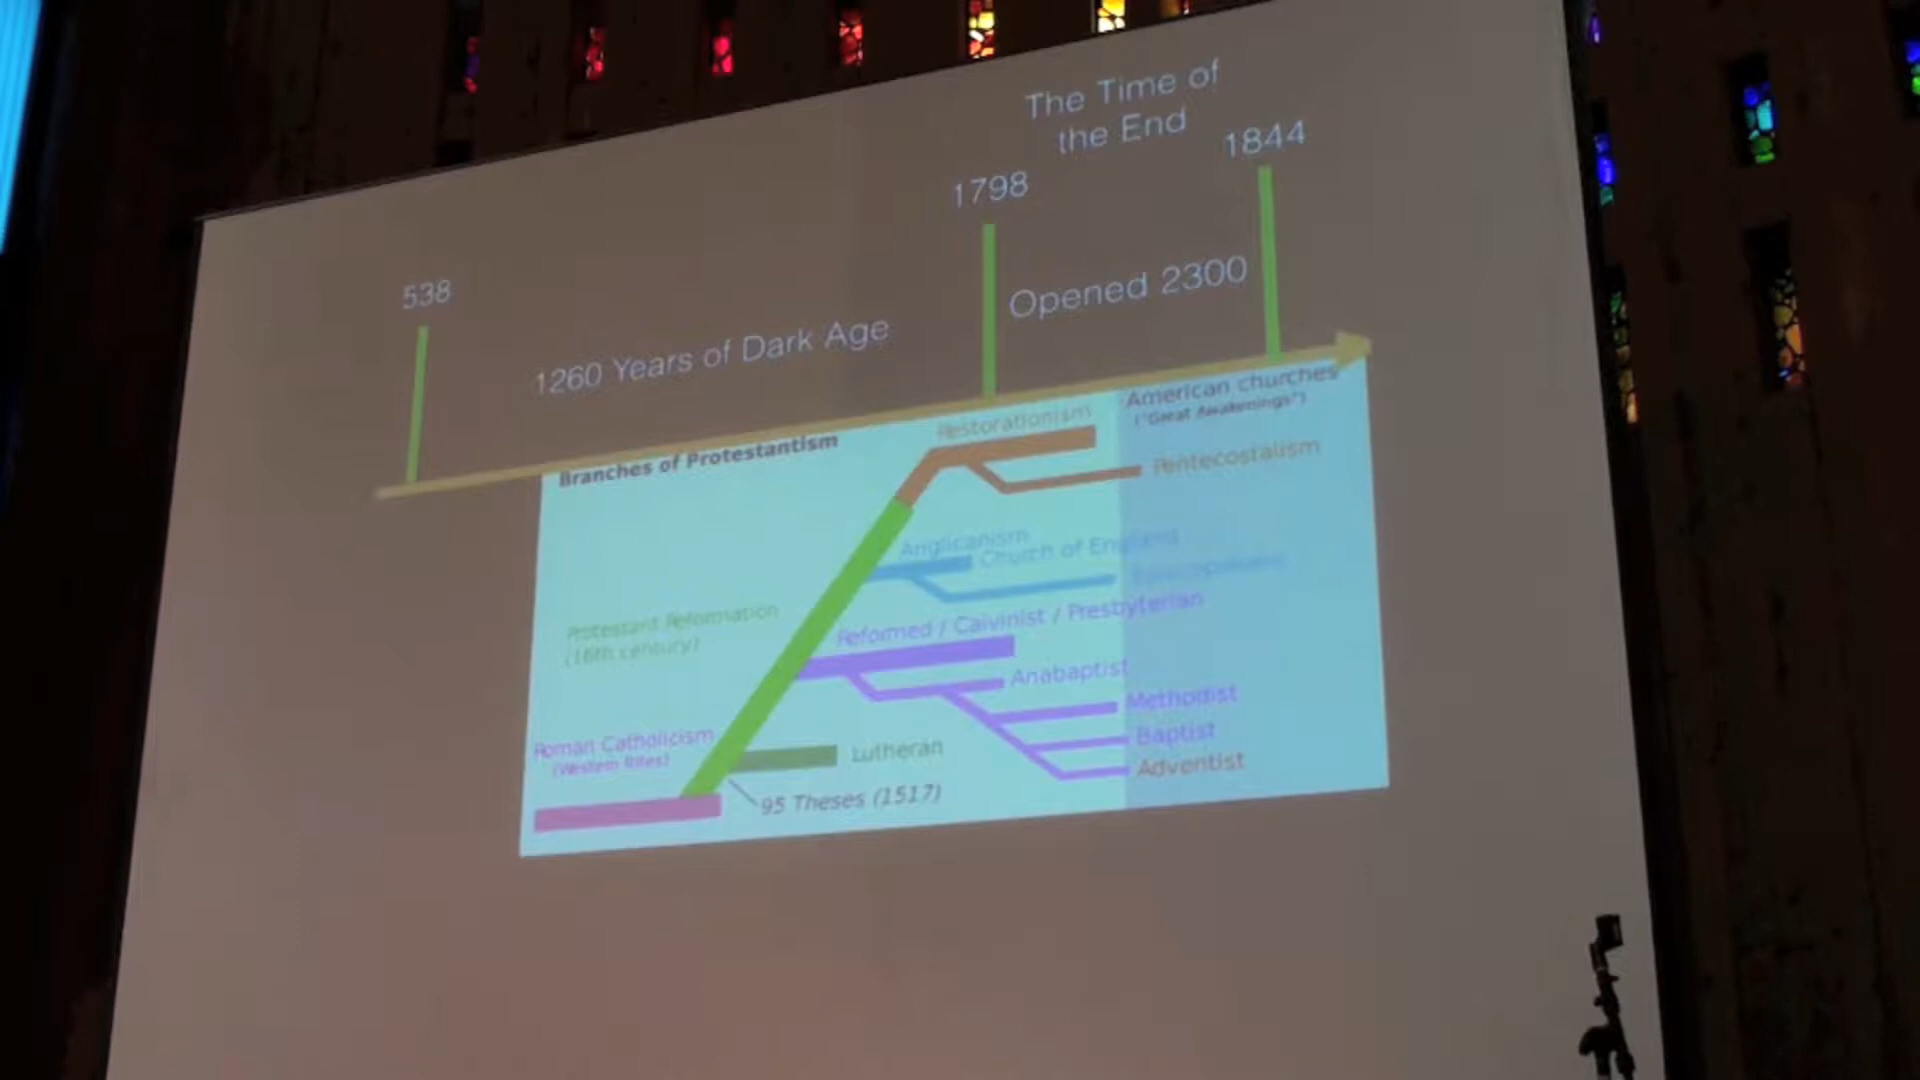 The Time of
the End
1844
1798
Opened 2300
538
1260 Years of Dark Age
American churches
("Great Awakenings")
Restorationism
Branches of Protestantism
Pentecostalism
Anglicanism
Church of England
Protestant Reformation
(16th century)
Reformed / Calvinist / Presbyterian
Anabaptist
Methodist
Roman Catholicism
(Western Rites)
Lutheran
Baptist
Adventist
95 Theses (1517)